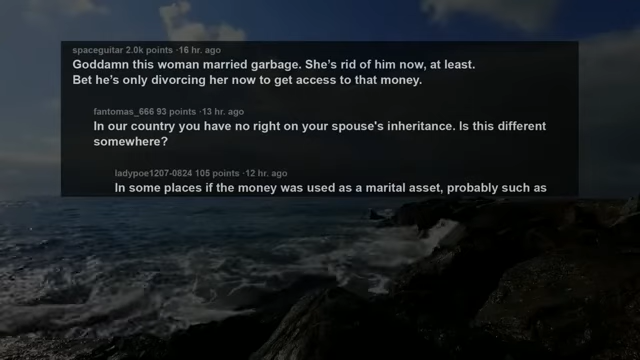 spaceguitar 2.0k points ·16 hr. ago
Goddamn this woman married garbage. She's rid of him now, at least.
Bet he's only divorcing her now to get access to that money.
fantomas_666 93 points ·13 hr. ago
In our country you have no right on your spouse's inheritance. Is this different
somewhere?
ladypoe1207-0824 105 points ·12 hr. ago
In some places if the money was used as a marital asset, probably such as